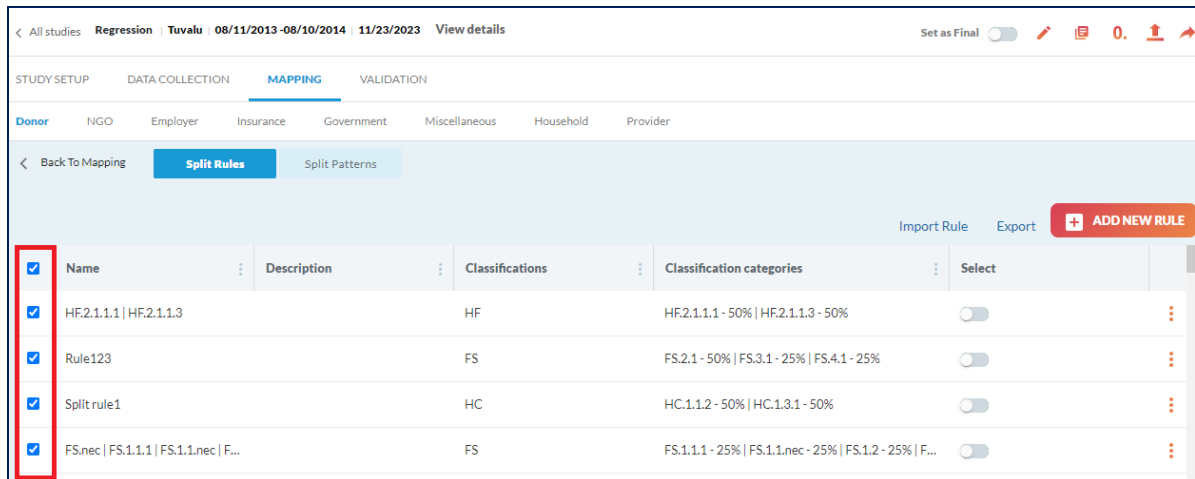 < All studies Regression | Tuvalu | 08/11/2013 -08/10/2014 | 11/23/2023 View details Set as Final 0.
STUDY SETUP DATA COLLECTION MAPPING VALIDATION
Donor NGO Employer Insurance Government Miscellaneous Household Provider
< Back To Mapping Split Rules Split Patterns
Import Rule Export + ADD NEW RULE
Name Description Classifications Classification categories Select
HF.2.1.1.1 | HF.2.1.1.3 HF HF.2.1.1.1 - 50% | HF.2.1.1.3 - 50%
Rule123 FS FS.2.1 - 50% | FS.3.1 - 25% | FS.4.1 - 25%
Split rule1 HC HC.1.1.2 - 50% | HC.1.3.1 - 50%
FS.nec | FS.1.1.1 | FS.1.1.nec | F... FS FS.1.1.1 - 25% | FS.1.1.nec - 25% | FS.1.2 - 25% | F...